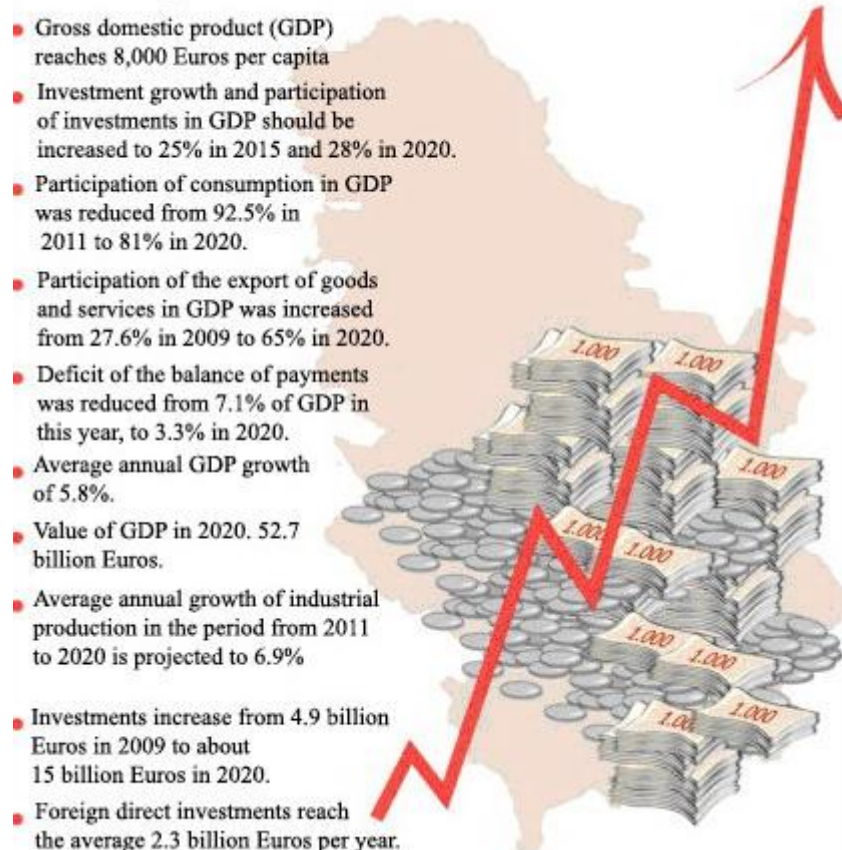 Gross domestic product (GDP)
reaches 8,000 Euros per capita
Investment growth and participation
of investments in GDP should be
increased to 25% in 2015 and 28% in 2020.
Participation of consumption in GDP
was reduced from 92.5% in
2011 to 81% in 2020.
Participation of the export of goods
and services in GDP was increased
from 27.6% in 2009 to 65% in 2020.
Deficit of the balance of payments
was reduced from 7.1% of GDP in
this year, to 3.3% in 2020.
Average annual GDP growth
of 5.8%.
Value of GDP in 2020. 52.7
billion Euros.
Average annual growth of industrial
production in the period from 2011
to 2020 is projected to 6.9%
Investments increase from 4.9 billion
Euros in 2009 to about
15 billion Euros in 2020.
Foreign direct investments reach
the average 2.3 billion Euros per year.
1.000
1.000
1.000
1.000
1.000
1.000
1.000
1.00
1.000